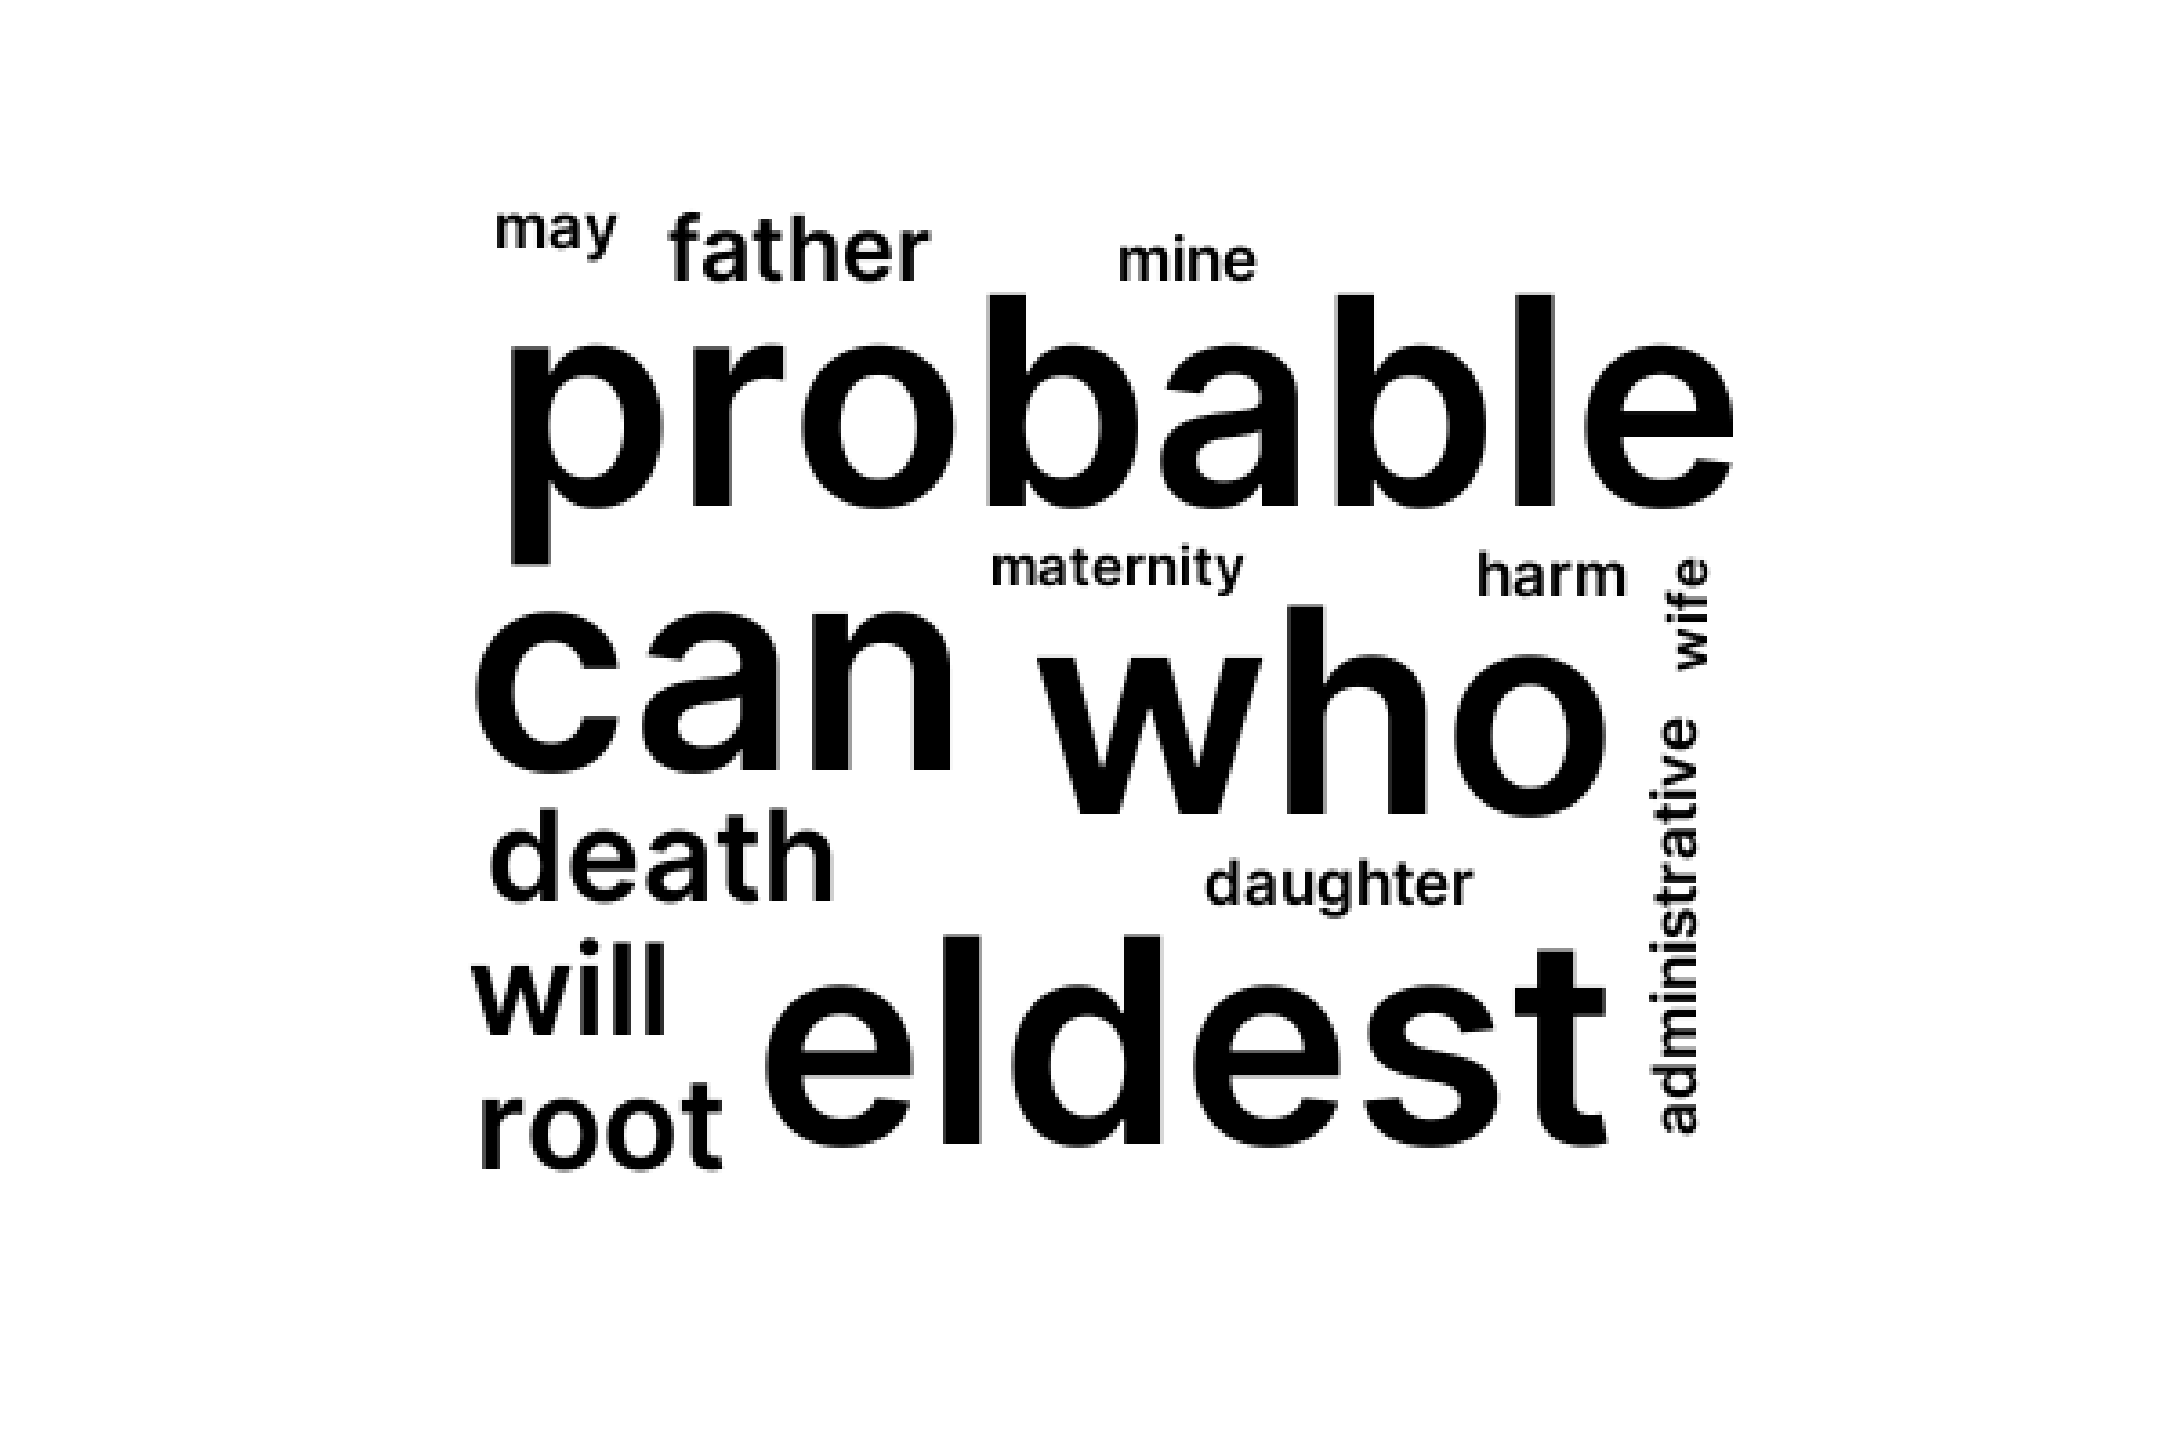 may father mine
probable
maternity harm wife
can who
death
daughter
administrative
will eldest
root